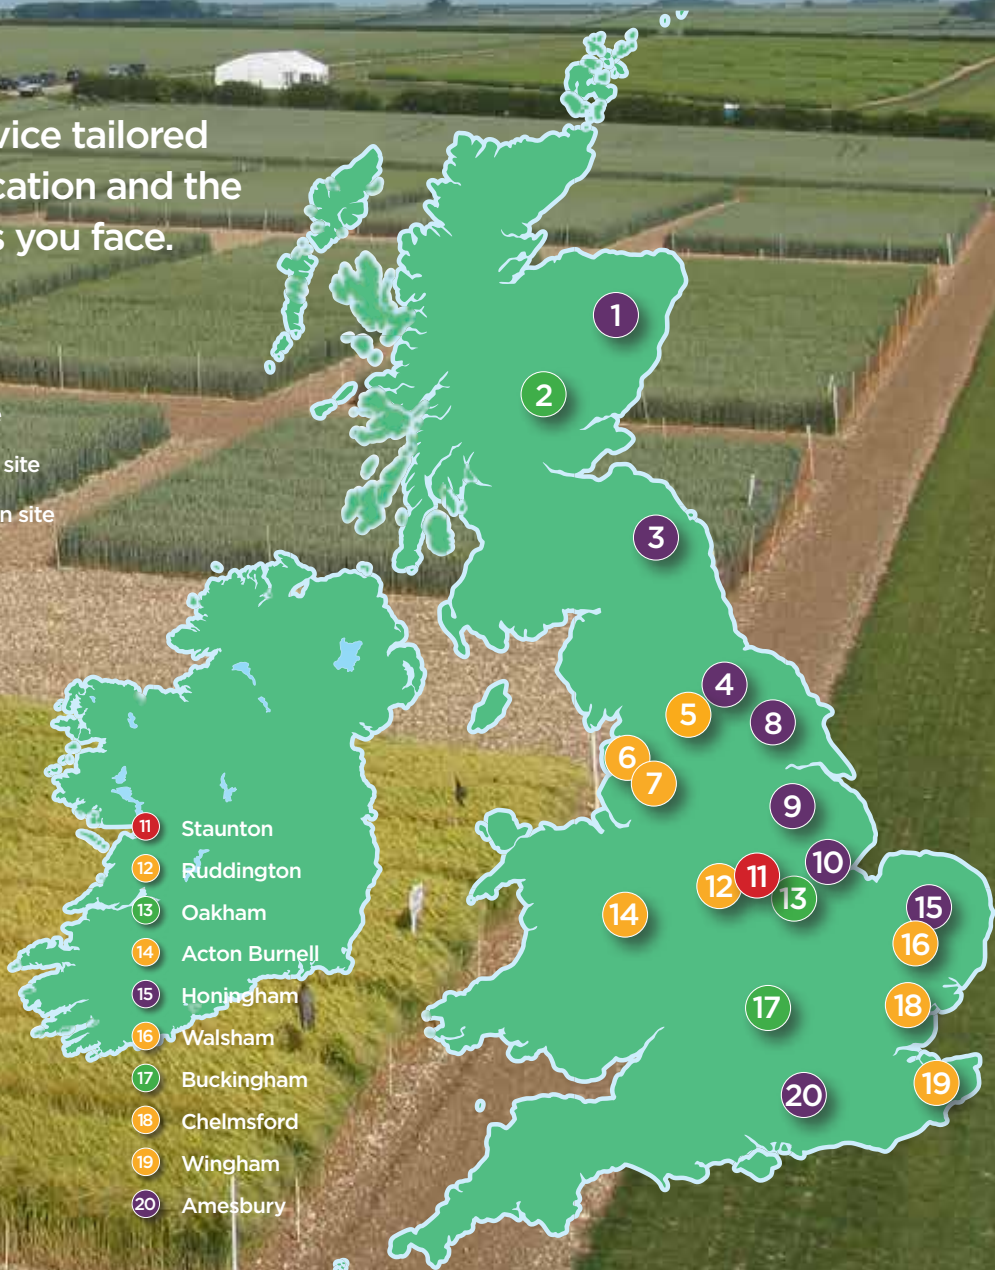 vice tailored
cation and the
s you face.
site
n site
1
2
3
4
5
8
6
7
9
10
11
12
13
14
15
16
17
18
19
20
11 Staunton
12 Ruddington
13 Oakham
14 Acton Burnell
15 Honingham
16 Walsham
17 Buckingham
18 Chelmsford
19 Wingham
20 Amesbury